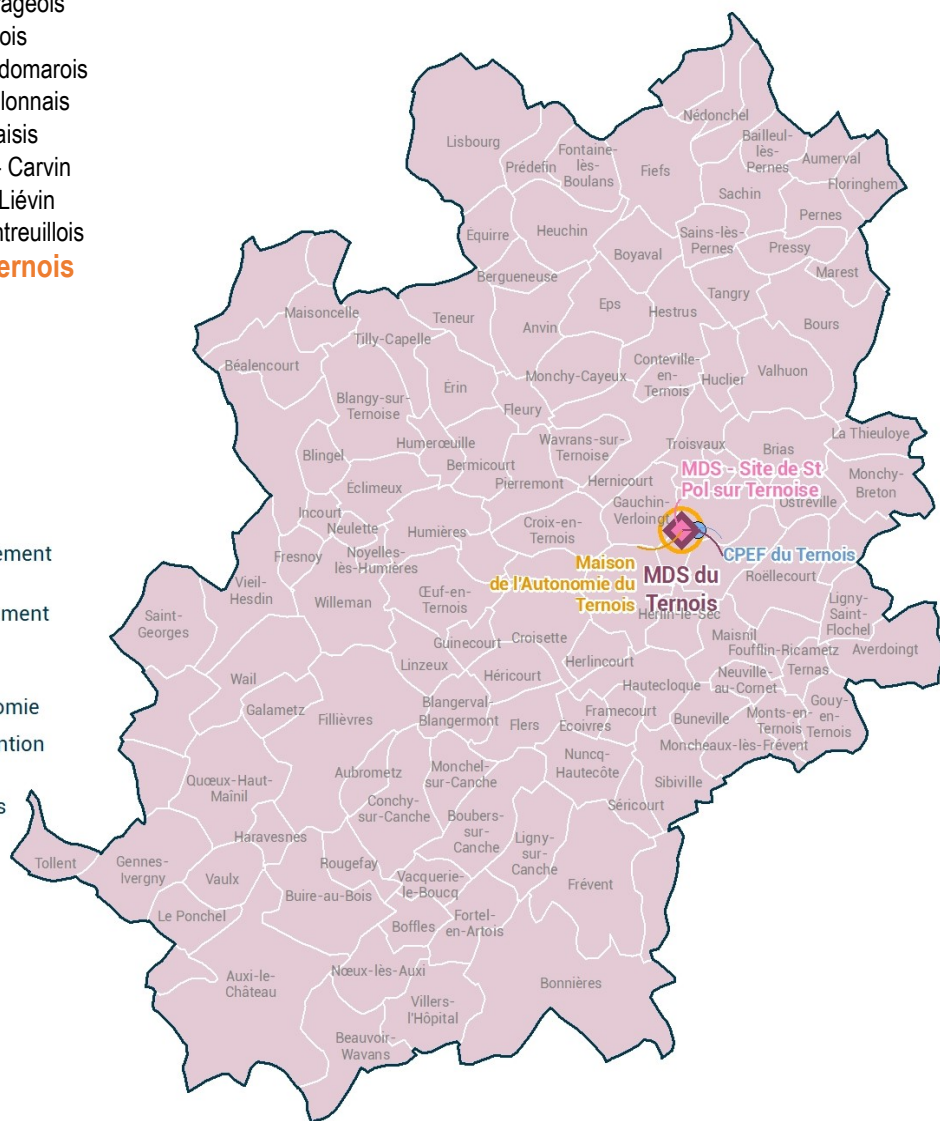 ageois
ois
domarois
lonnais
aisis
- Carvin
Liévin
ntreuillois
ernois
ement
ement
omie
ntion
s
Nédonchel
Lisbourg
Bailleul-
lès-
Pernes
Aumerval
Prédefin
Fontaine-
lès-
Boulans
Fiefs
Floringhem
Sachin
Pernes
Équirre
Heuchin
Sains-lès-
Pernes
Pressy
Boyaval
Marest
Bergueneuse
Tangry
Eps
Hestrus
Maisoncelle
Teneur
Anvin
Bours
Tilly-Capelle
Béalencourt
Conteville-
en-
Ternois
Valhuon
Monchy-Cayeux
Huclier
Érin
Blangy-sur-
Ternoise
Fleury
La Thieuloye
Humerœuille
Wavrans-sur-
Ternoise
Troisvaux
Brias
Blingel
Bermicourt
MDS - Site de St
Pol sur Ternoise
Monchy-
Breton
Éclimeux
Pierremont
Hernicourt
Gauchin-
Verloingt
Ostreville
Incourt
Neulette
Humières
Croix-en-
Ternois
Fresnoy
Noyelles-
lès-Humières
CPEF du Ternois
Maison
de l'Autonomie du
Ternois
MDS du
Ternois
Roëllecourt
Vieil-
Hesdin
Willeman
Œuf-en-
Ternois
Ligny-
Saint-
Flochel
Saint-
Georges
Herlin-le-Sec
Guinecourt
Croisette
Maisnil
Foufflin-Ricametz
Averdoingt
Linzeux
Herlincourt
Ternas
Wail
Héricourt
Hautecloque
Neuville-
au-Cornet
Galametz
Fillièvres
Blangerval-
Blangermont
Flers
Framecourt
Ecoivres
Buneville
Monts-en-
Ternois
Gouy-
en-
Ternois
Moncheaux-lès-Frévent
Nuncq-
Hautecôte
Aubrometz
Monchel-
sur-Canche
Quœux-Haut-
Maînil
Sibiville
Conchy-
sur-Canche
Séricourt
Boubers-
sur-
Canche
Haravesnes
Ligny-
sur-
Canche
Tollent
Gennes-
Ivergny
Rougefay
Vaulx
Vacquerie-
le-Boucq
Frévent
Buire-au-Bois
Le Ponchel
Boffles
Fortel-
en-Artois
Auxi-le-
Château
Nœux-lès-Auxi
Bonnières
Villers-
l'Hôpital
Beauvoir-
Wavans